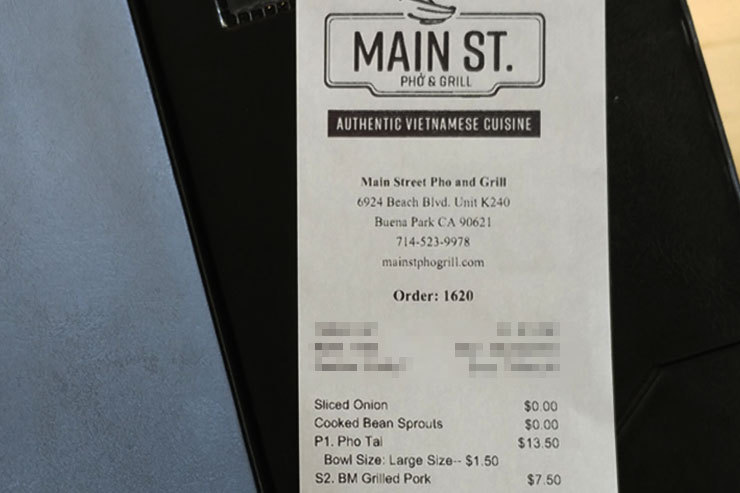 MAIN ST.
PHỞ & GRILL
AUTHENTIC VIETNAMESE CUISINE
Main Street Pho and Grill
6924 Beach Blvd. Unit K240
Buena Park CA 90621
714-523-9978
mainstphogrill.com
Order: 1620
Sliced Onion $0.00
Cooked Bean Sprouts $0.00
P1. Pho Tai $13.50
Bowl Size: Large Size-- $1.50
S2. BM Grilled Pork $7.50